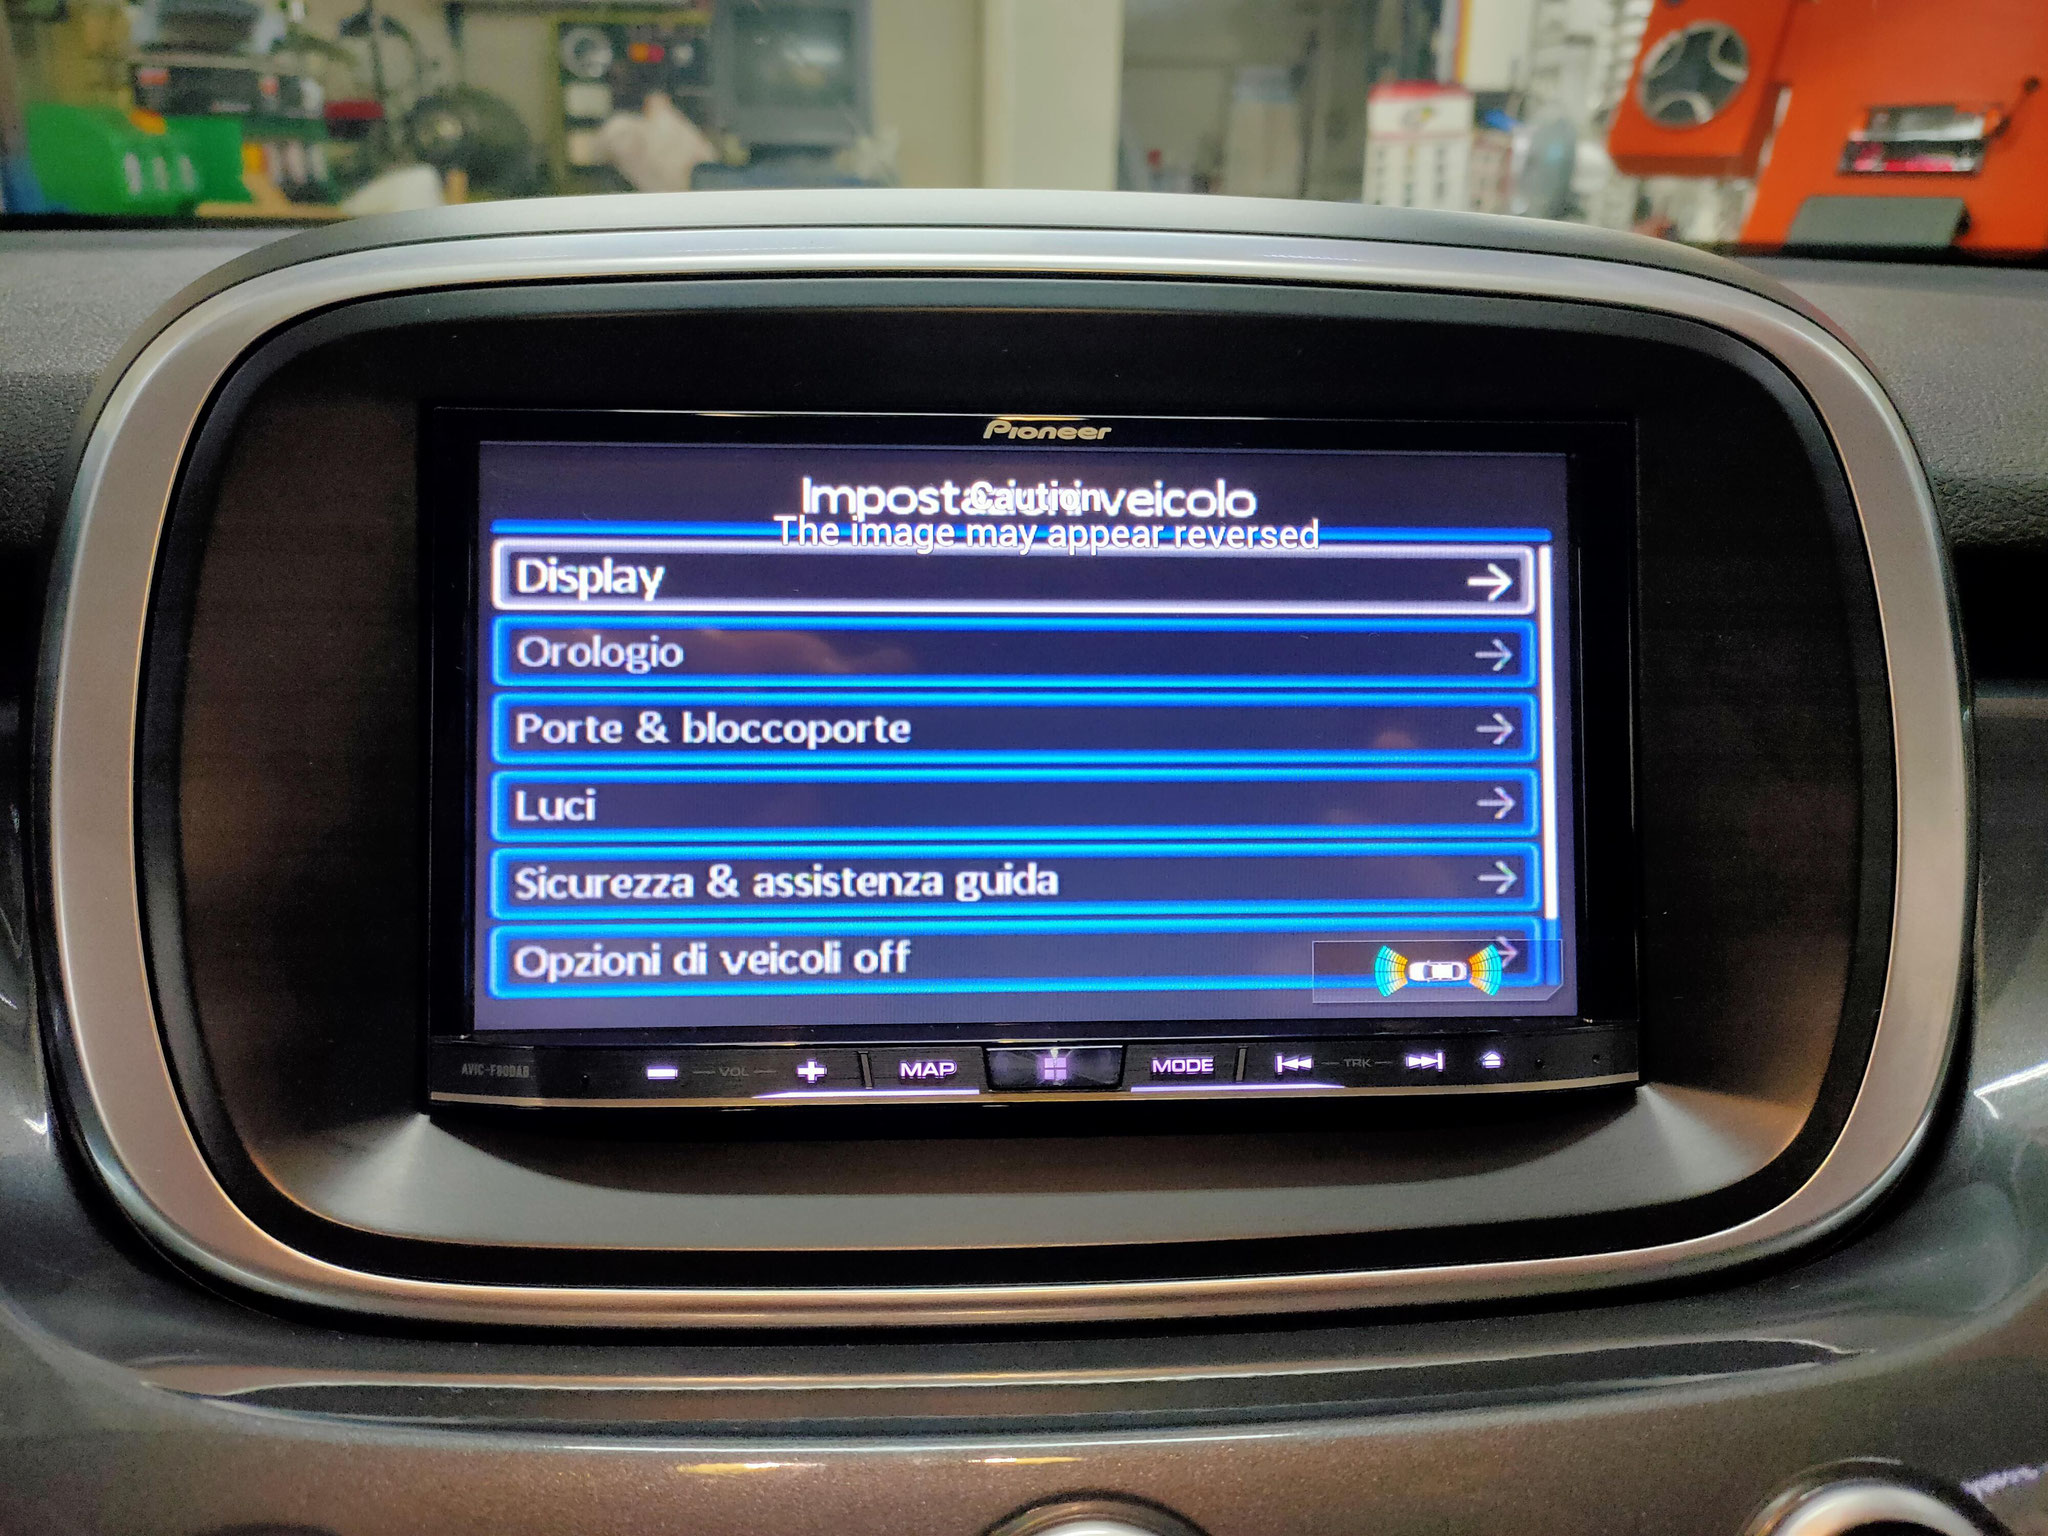 Pioneer
Impostazioni veicolo
Caution
The image may appear reversed
Display
Orologio
Porte & bloccoporte
Luci
Sicurezza & assistenza guida
Opzioni di veicoli off
AVIC-F80DAB
VOL
MAP
MODE
TRK